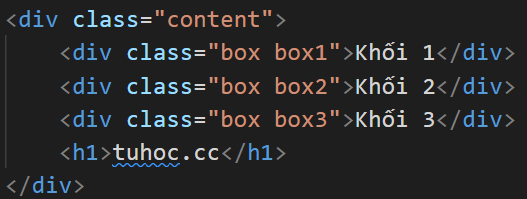 <div class="content">
    <div class="box box1">Khối 1</div>
    <div class="box box2">Khối 2</div>
    <div class="box box3">Khối 3</div>
    <h1>tuhoc.cc</h1>
</div>